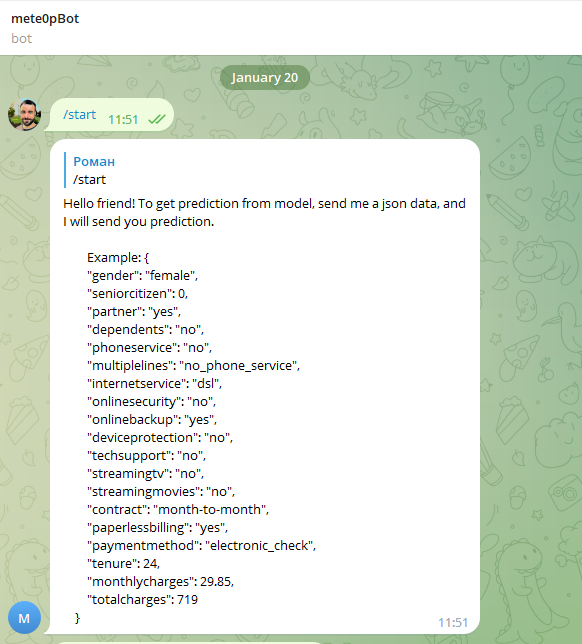 mete0pBot
bot
January 20
/start
11:51
Роман
/start
Hello friend! To get prediction from model, send me a json data, and
I will send you prediction.
Example: {
"gender": "female",
"seniorcitizen": 0,
"partner": "yes",
"dependents": "no",
"phoneservice": "no",
"multiplelines": "no_phone_service",
"internetservice": "dsl",
"onlinesecurity": "no",
"onlinebackup": "yes",
"deviceprotection": "no",
"techsupport": "no",
"streamingtv": "no",
"streamingmovies": "no",
"contract": "month-to-month",
"paperlessbilling": "yes",
"paymentmethod": "electronic_check",
"tenure": 24,
"monthlycharges": 29.85,
"totalcharges": 719
}
11:51
M